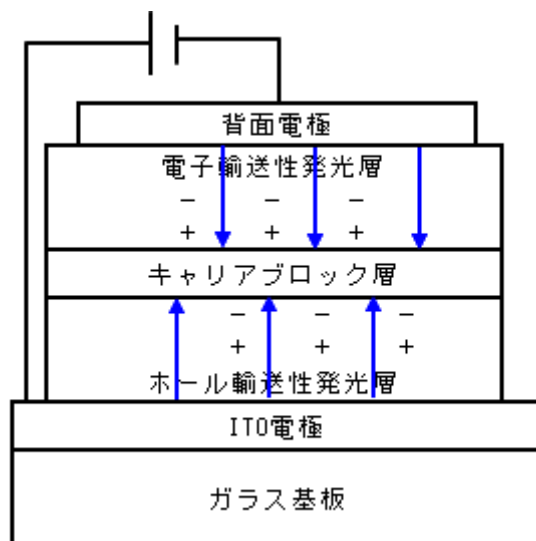 背面電極
電子輸送性発光層
− − −
+ + +
キャリアブロック層
− − −
+ + +
ホール輸送性発光層
ITO電極
ガラス基板